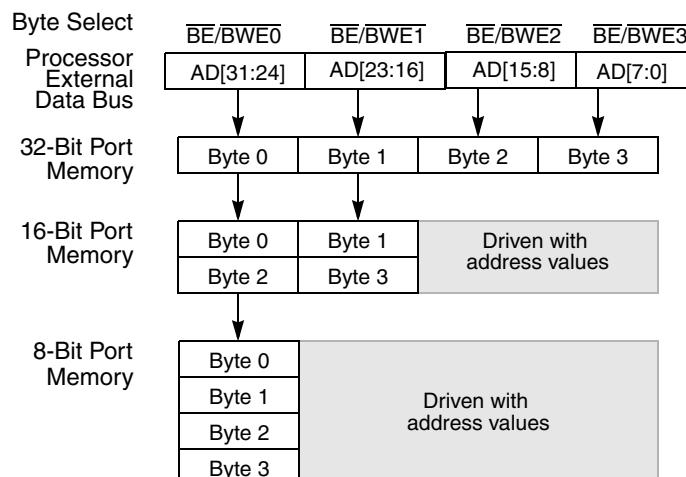 Byte Select BE/BWE0 BE/BWE1 BE/BWE2 BE/BWE3
Processor
External
Data Bus
AD[31:24] AD[23:16] AD[15:8] AD[7:0]
32-Bit Port
Memory
Byte 0 Byte 1 Byte 2 Byte 3
16-Bit Port
Memory
Byte 0 Byte 1
Byte 2 Byte 3
Driven with
address values
8-Bit Port
Memory
Byte 0
Byte 1
Byte 2
Byte 3
Driven with
address values